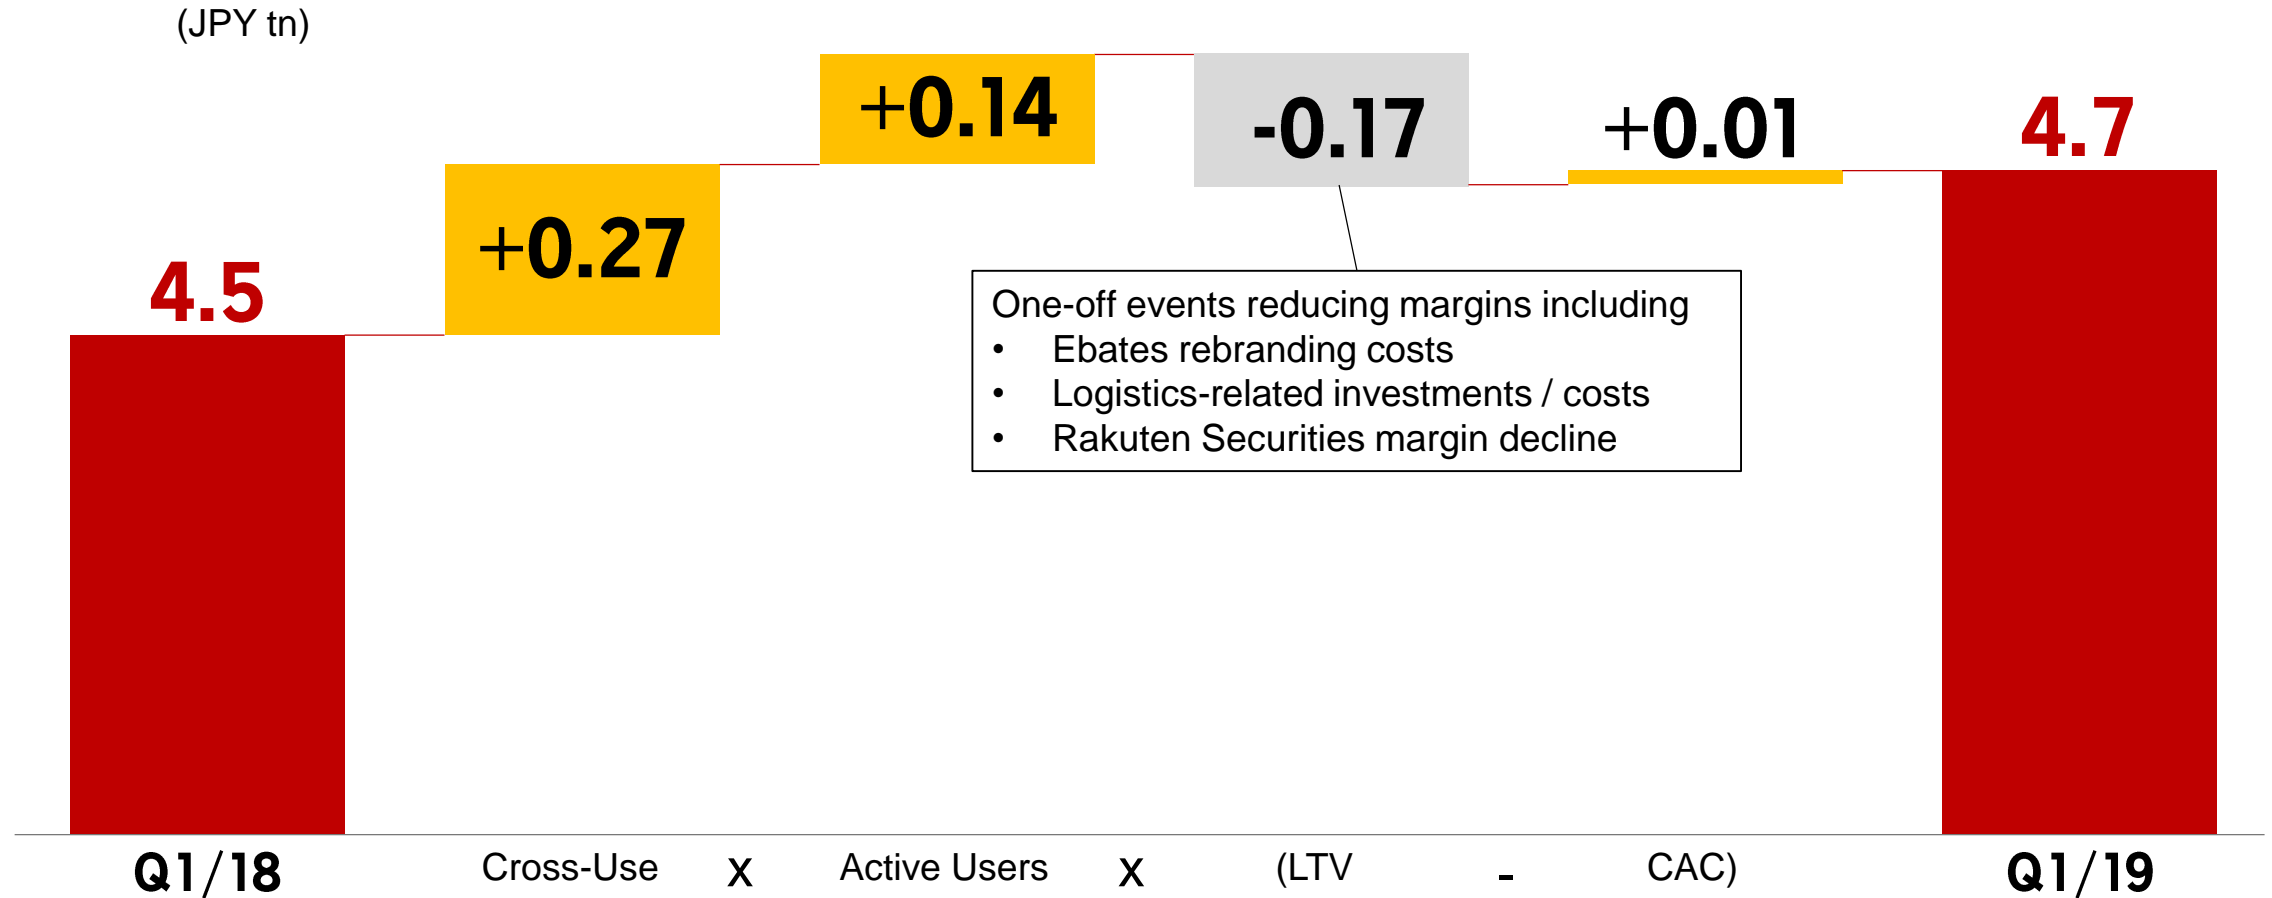 (JPY tn)
+0.14
-0.17
+0.01
4.7
+0.27
4.5
One-off events reducing margins including
• Ebates rebranding costs
• Logistics-related investments / costs
• Rakuten Securities margin decline
Q1/18 Cross-Use x Active Users x (LTV - CAC) Q1/19